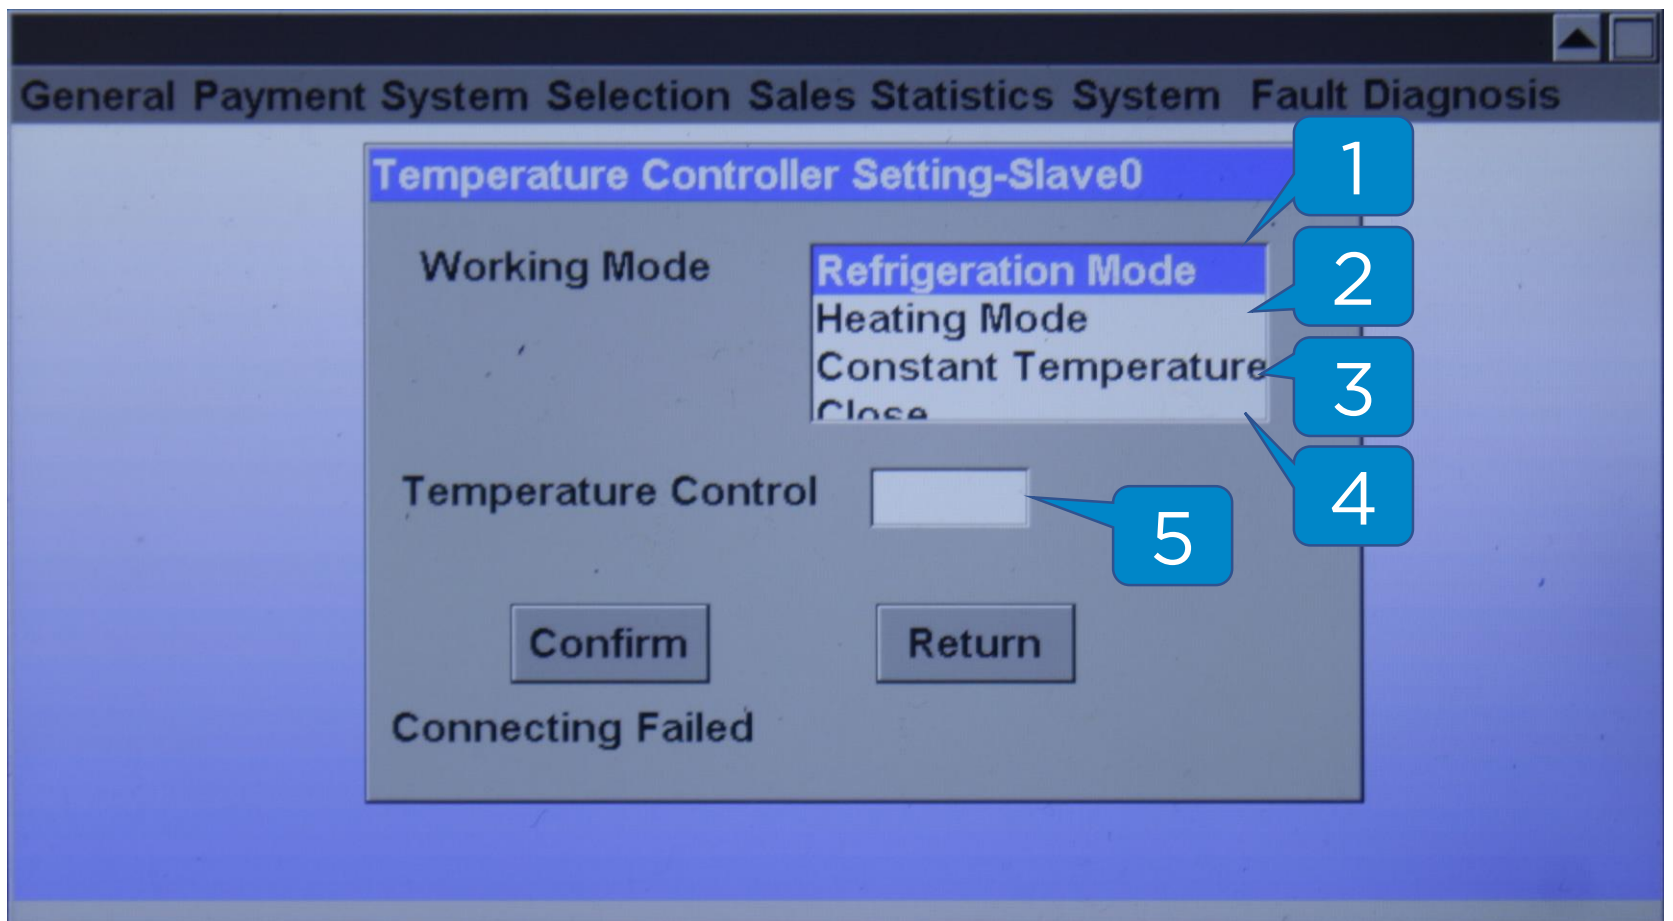 General Payment System Selection Sales Statistics System Fault Diagnosis
Temperature Controller Setting-Slave0
1
Working Mode
Refrigeration Mode
2
Heating Mode
Constant Temperature
3
Close
4
Temperature Control
5
Confirm
Return
Connecting Failed